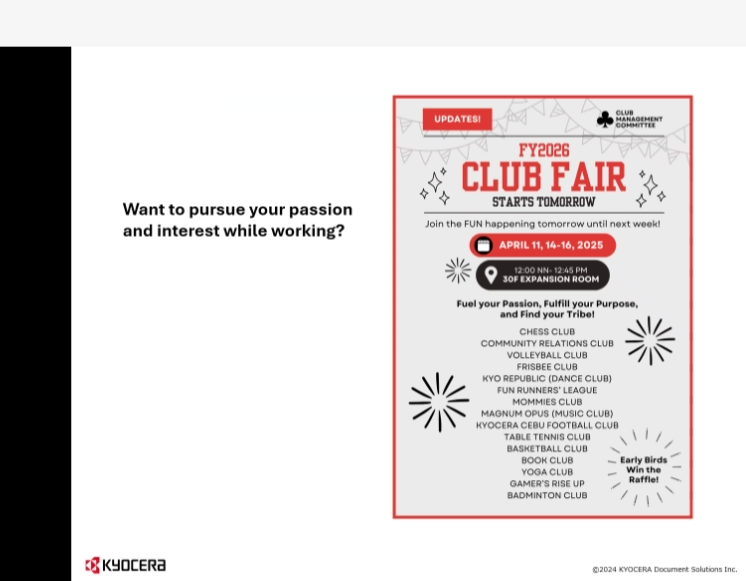 Want to pursue your passion
and interest while working?
UPDATES!
CLUB
MANAGEMENT
COMMITTEE
FY2026
CLUB FAIR
STARTS TOMORROW
Join the FUN happening tomorrow until next week!
APRIL 11, 14-16, 2025
12:00 NN- 12:45 PM
30F EXPANSION ROOM
Fuel your Passion, Fulfill your Purpose,
and Find your Tribe!
CHESS CLUB
COMMUNITY RELATIONS CLUB
VOLLEYBALL CLUB
FRISBEE CLUB
KYO REPUBLIC (DANCE CLUB)
FUN RUNNERS' LEAGUE
MOMMIES CLUB
MAGNUM OPUS (MUSIC CLUB)
KYOCERA CEBU FOOTBALL CLUB
TABLE TENNIS CLUB
BASKETBALL CLUB
BOOK CLUB
YOGA CLUB
GAMER'S RISE UP
BADMINTON CLUB
Early Birds
Win the
Raffle!
KYOCERA
©2024 KYOCERA Document Solutions Inc.